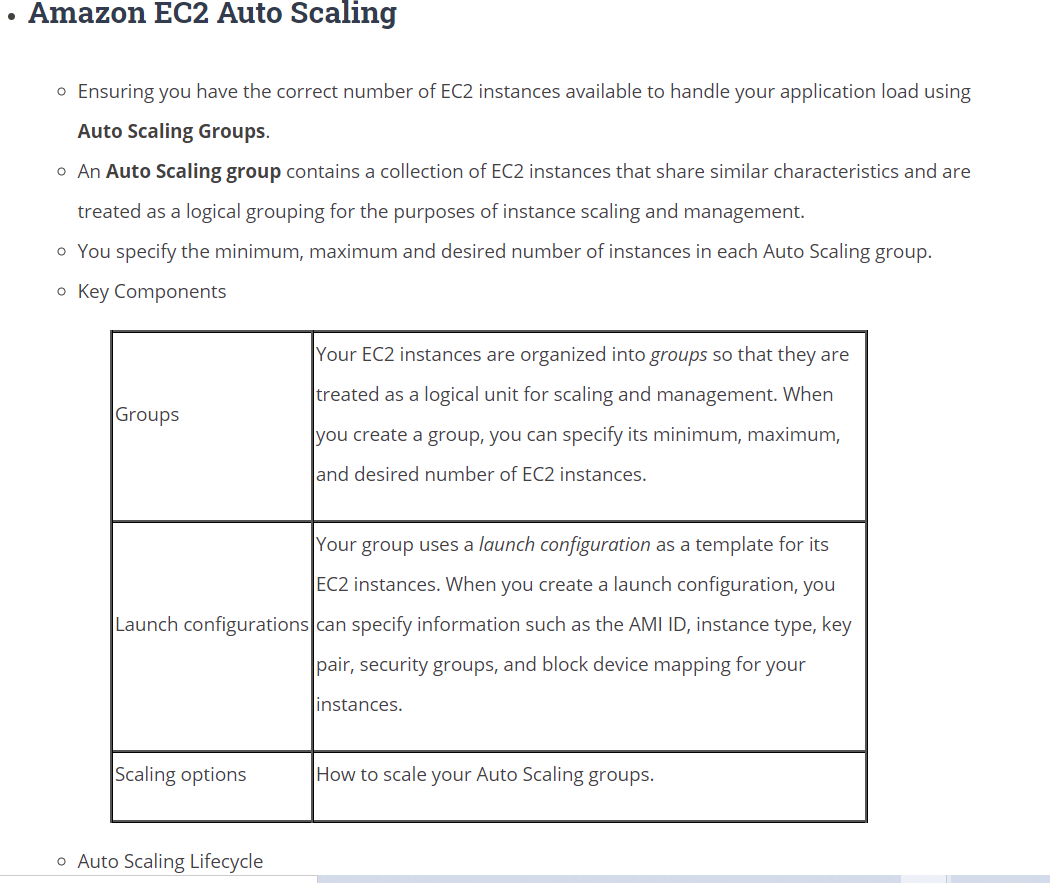 Amazon EC2 Auto Scaling
Ensuring you have the correct number of EC2 instances available to handle your application load using
Auto Scaling Groups.
An Auto Scaling group contains a collection of EC2 instances that share similar characteristics and are
treated as a logical grouping for the purposes of instance scaling and management.
You specify the minimum, maximum and desired number of instances in each Auto Scaling group.
Key Components
Groups
Your EC2 instances are organized into groups so that they are
treated as a logical unit for scaling and management. When
you create a group, you can specify its minimum, maximum,
and desired number of EC2 instances.
Launch configurations
Your group uses a launch configuration as a template for its
EC2 instances. When you create a launch configuration, you
can specify information such as the AMI ID, instance type, key
pair, security groups, and block device mapping for your
instances.
Scaling options
How to scale your Auto Scaling groups.
Auto Scaling Lifecycle